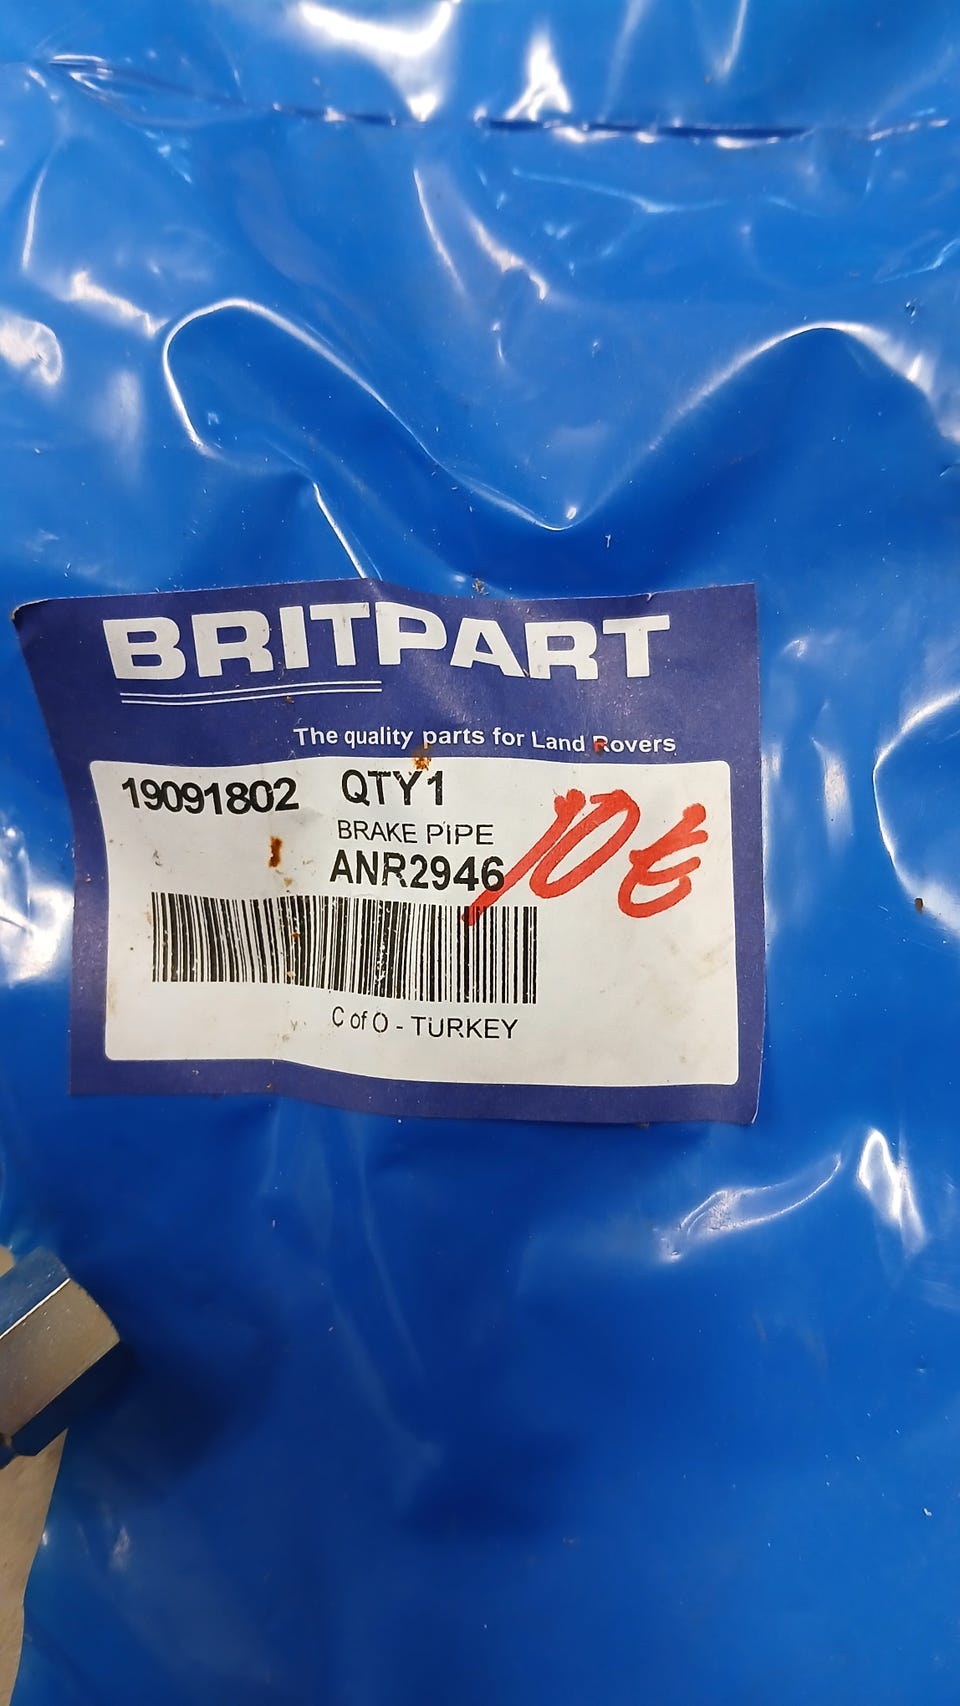 BRITPART
The quality parts for Land Rovers
19091802 QTY1
BRAKE PIPE
ANR2946
10€
C of O - TURKEY